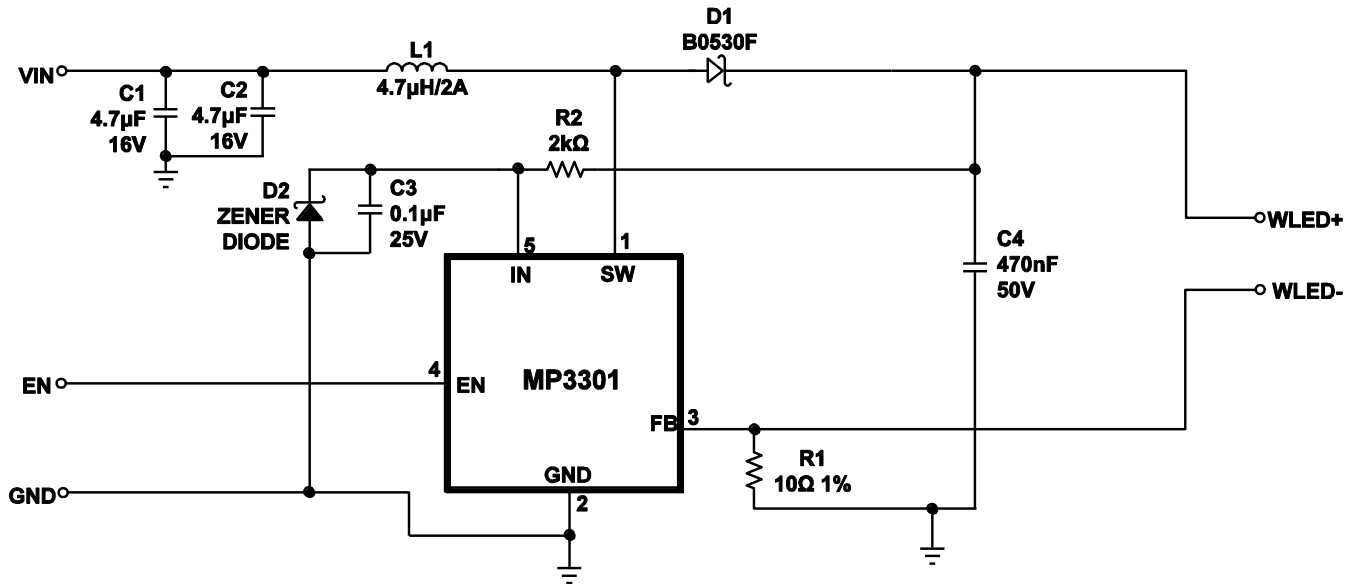 D1
B0530F
VIN
L1
4.7µH/2A
C1
4.7µF
16V
C2
4.7µF
16V
R2
2kΩ
D2
ZENER
DIODE
C3
0.1µF
25V
5
1
IN
SW
C4
470nF
50V
WLED+
WLED-
4
EN
EN
MP3301
FB
3
R1
10Ω 1%
GND
GND
2